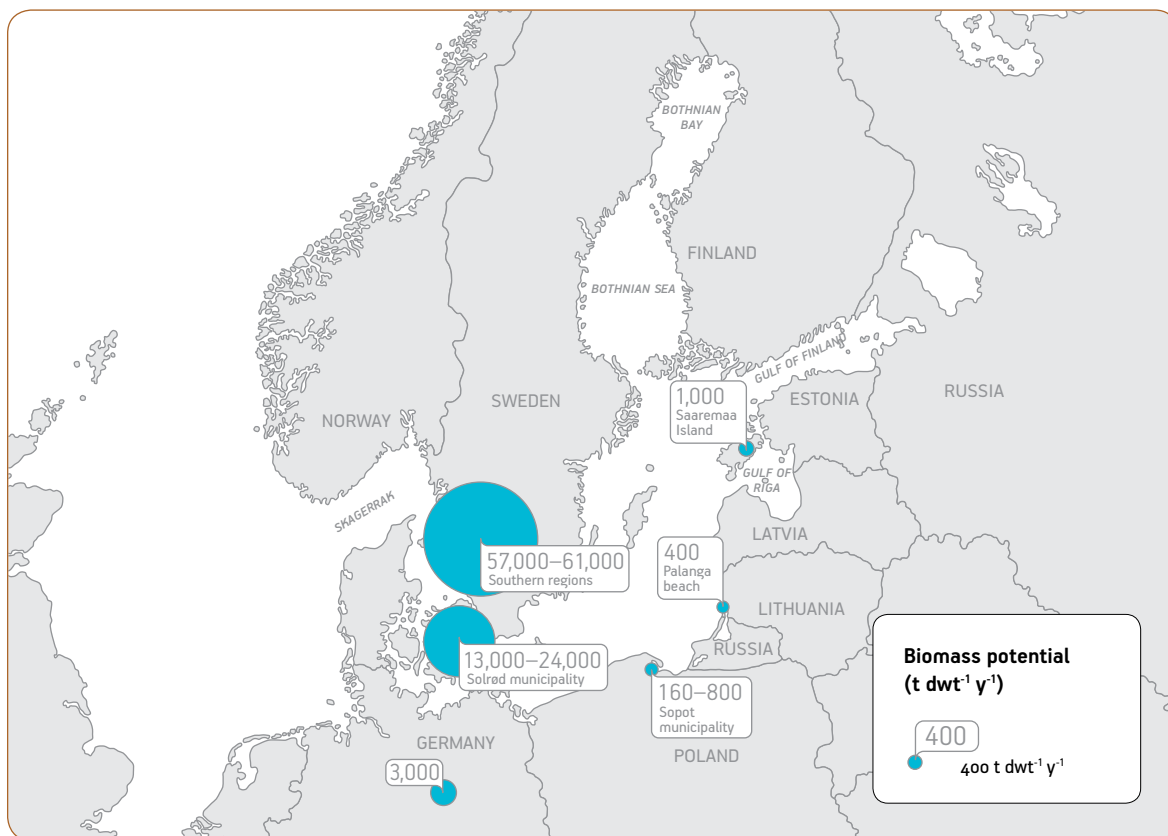 BOTHNIAN
BAY
FINLAND
BOTHNIAN SEA
GULF OF FINLAND
1,000
Saaremaa
Island
ESTONIA
RUSSIA
SWEDEN
NORWAY
GULF OF
RIGA
SKAGERRAK
LATVIA
57,000–61,000
Southern regions
400
Palanga
beach
LITHUANIA
RUSSIA
13,000–24,000
Solrød municipality
160–800
Sopot
municipality
POLAND
GERMANY
3,000
Biomass potential
(t dwt⁻¹ y⁻¹)
400
400 t dwt⁻¹ y⁻¹